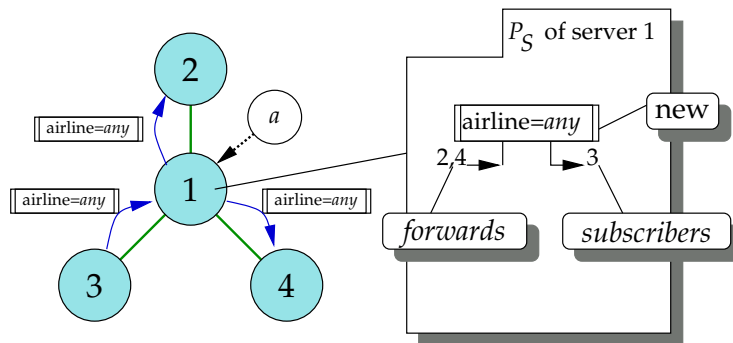 P_S of server 1
2
a
airline=any
airline=any
new
1
2,4
3
airline=any
airline=any
forwards
subscribers
3
4